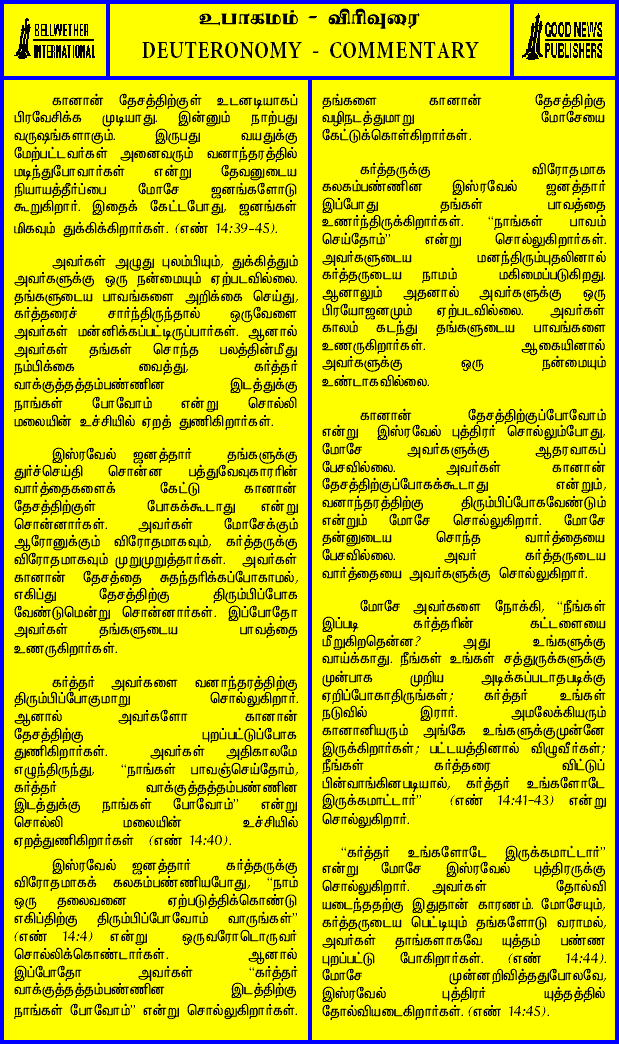 BELLWETHER
INTERNATIONAL
உபாகமம் - விரிவுரை
DEUTERONOMY - COMMENTARY
GOOD NEWS
PUBLISHERS
கானான் தேசத்திற்குள் உடனடியாகப்
பிரவேசிக்க முடியாது. இன்னும் நாற்பது
வருஷங்களாகும். இருபது வயதுக்கு
மேற்பட்டவர்கள் அனைவரும் வனாந்தரத்தில்
மடிந்துபோவார்கள் என்று தேவனுடைய
நியாயத்தீர்ப்பை மோசே ஜனங்களோடு
கூறுகிறார். இதைக் கேட்டபோது, ஜனங்கள்
மிகவும் துக்கிக்கிறார்கள். (எண் 14:39-45).
அவர்கள் அழுது புலம்பியும், துக்கித்தும்
அவர்களுக்கு ஒரு நன்மையும் ஏற்படவில்லை.
தங்களுடைய பாவங்களை அறிக்கை செய்து,
கர்த்தரைச் சார்ந்திருந்தால் ஒருவேளை
அவர்கள் மன்னிக்கப்பட்டிருப்பார்கள். ஆனால்
அவர்கள் தங்கள் சொந்த பலத்தின்மீது
நம்பிக்கை வைத்து, கர்த்தர்
வாக்குத்தத்தம்பண்ணின இடத்துக்கு
நாங்கள் போவோம் என்று சொல்லி
மலையின் உச்சியில் ஏறத் துணிகிறார்கள்.
இஸ்ரவேல் ஜனத்தார் தங்களுக்கு
துர்ச்செய்தி சொன்ன பத்துவேவுகாரரின்
வார்த்தைகளைக் கேட்டு கானான்
தேசத்திற்குள் போகக்கூடாது என்று
சொன்னார்கள். அவர்கள் மோசேக்கும்
ஆரோனுக்கும் விரோதமாகவும், கர்த்தருக்கு
விரோதமாகவும் முறுமுறுத்தார்கள். அவர்கள்
கானான் தேசத்தை சுதந்தரிக்கப்போகாமல்,
எகிப்து தேசத்திற்கு திரும்பிப்போக
வேண்டுமென்று சொன்னார்கள். இப்போதோ
அவர்கள் தங்களுடைய பாவத்தை
உணருகிறார்கள்.
கர்த்தர் அவர்களை வனாந்தரத்திற்கு
திரும்பிப்போகுமாறு சொல்லுகிறார்.
ஆனால் அவர்களோ கானான்
தேசத்திற்கு புறப்பட்டுப்போக
துணிகிறார்கள். அவர்கள் அதிகாலமே
எழுந்திருந்து, “நாங்கள் பாவஞ்செய்தோம்,
கர்த்தர் வாக்குத்தத்தம்பண்ணின
இடத்துக்கு நாங்கள் போவோம்” என்று
சொல்லி மலையின் உச்சியில்
ஏறத்துணிகிறார்கள் (எண் 14:40).
இஸ்ரவேல் ஜனத்தார் கர்த்தருக்கு
விரோதமாகக் கலகம்பண்ணியபோது, “நாம்
ஒரு தலைவனை ஏற்படுத்திக்கொண்டு
எகிப்திற்கு திரும்பிப்போவோம் வாருங்கள்”
(எண் 14:4) என்று ஒருவரோடொருவர்
சொல்லிக்கொண்டார்கள். ஆனால்
இப்போதோ அவர்கள் “கர்த்தர்
வாக்குத்தத்தம்பண்ணின இடத்திற்கு
நாங்கள் போவோம்” என்று சொல்லுகிறார்கள்.
தங்களை கானான் தேசத்திற்கு
வழிநடத்துமாறு மோசேயை
கேட்டுக்கொள்கிறார்கள்.
கர்த்தருக்கு விரோதமாக
கலகம்பண்ணின இஸ்ரவேல் ஜனத்தார்
இப்போது தங்கள் பாவத்தை
உணர்ந்திருக்கிறார்கள். “நாங்கள் பாவம்
செய்தோம்” என்று சொல்லுகிறார்கள்.
அவர்களுடைய மனந்திரும்புதலினால்
கர்த்தருடைய நாமம் மகிமைப்படுகிறது.
ஆனாலும் அதனால் அவர்களுக்கு ஒரு
பிரயோஜனமும் ஏற்படவில்லை. அவர்கள்
காலம் கடந்து தங்களுடைய பாவங்களை
உணருகிறார்கள். ஆகையினால்
அவர்களுக்கு ஒரு நன்மையும்
உண்டாகவில்லை.
கானான் தேசத்திற்குப்போவோம்
என்று இஸ்ரவேல் புத்திரர் சொல்லும்போது,
மோசே அவர்களுக்கு ஆதரவாகப்
பேசவில்லை. அவர்கள் கானான்
தேசத்திற்குப்போகக்கூடாது என்றும்,
வனாந்தரத்திற்கு திரும்பிப்போகவேண்டும்
என்றும் மோசே சொல்லுகிறார். மோசே
தன்னுடைய சொந்த வார்த்தையை
பேசவில்லை. அவர் கர்த்தருடைய
வார்த்தையை அவர்களுக்கு சொல்லுகிறார்.
மோசே அவர்களை நோக்கி, “நீங்கள்
இப்படி கர்த்தரின் கட்டளையை
மீறுகிறதென்ன? அது உங்களுக்கு
வாய்க்காது. நீங்கள் உங்கள் சத்துருக்களுக்கு
முன்பாக முறிய அடிக்கப்படாதபடிக்கு
ஏறிப்போகாதிருங்கள்; கர்த்தர் உங்கள்
நடுவில் இரார். அமலேக்கியரும்
கானானியரும் அங்கே உங்களுக்குமுன்னே
இருக்கிறார்கள்; பட்டயத்தினால் விழுவீர்கள்;
நீங்கள் கர்த்தரை விட்டுப்
பின்வாங்கினபடியால், கர்த்தர் உங்களோடே
இருக்கமாட்டார்” (எண் 14:41-43) என்று
சொல்லுகிறார்.
“கர்த்தர் உங்களோடே இருக்கமாட்டார்”
என்று மோசே இஸ்ரவேல் புத்திரருக்கு
சொல்லுகிறார். அவர்கள் தோல்வி
யடைந்ததற்கு இதுதான் காரணம். மோசேயும்,
கர்த்தருடைய பெட்டியும் தங்களோடு வராமல்,
அவர்கள் தாங்களாகவே யுத்தம் பண்ண
புறப்பட்டு போகிறார்கள். (எண் 14:44).
மோசே முன்னறிவித்ததுபோலவே,
இஸ்ரவேல் புத்திரர் யுத்தத்தில்
தோல்வியடைகிறார்கள். (எண் 14:45).